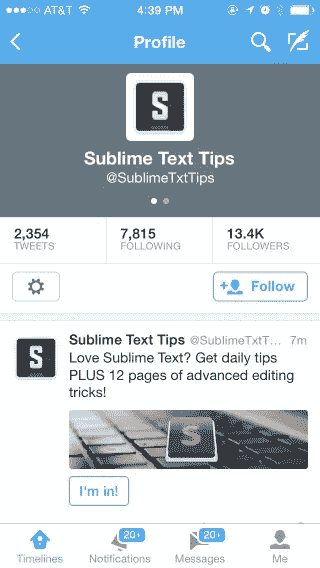 AT&T 4:39 PM
Profile
S
Sublime Text Tips
@SublimeTxtTips
2,354 7,815 13.4K
TWEETS FOLLOWING FOLLOWERS
Follow
S
Sublime Text Tips @SublimeTxtT... 7m
Love Sublime Text? Get daily tips
PLUS 12 pages of advanced editing
tricks!
S
I'm in!
20+ 20+
Timelines Notifications Messages Me